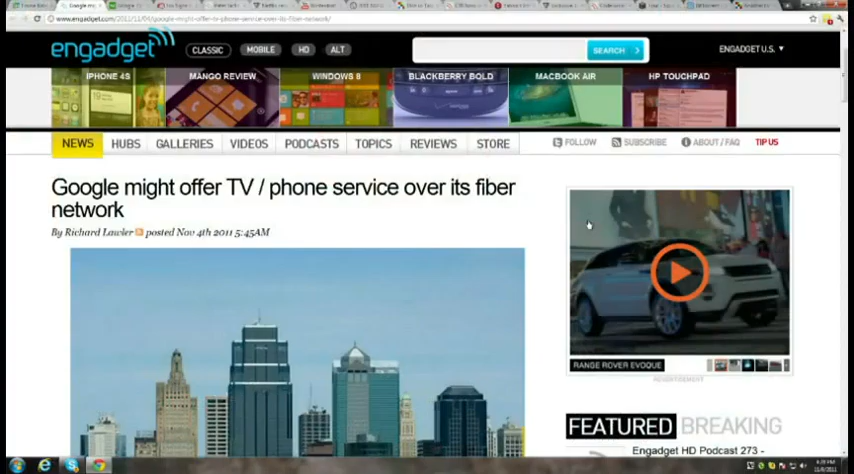 www.engadget.com/2011/11/04/google-might-offer-tv-phone-service-over-its-fiber-network/
engadget
CLASSIC MOBILE HD ALT
SEARCH
ENGADGET U.S.
IPHONE 4S MANGO REVIEW WINDOWS 8 BLACKBERRY BOLD MACBOOK AIR HP TOUCHPAD
NEWS HUBS GALLERIES VIDEOS PODCASTS TOPICS REVIEWS STORE
FOLLOW SUBSCRIBE ABOUT / FAQ TIP US
Google might offer TV / phone service over its fiber
network
By Richard Lawler posted Nov 4th 2011 5:45AM
RANGE ROVER EVOQUE
ADVERTISEMENT
FEATURED BREAKING
Engadget HD Podcast 273 -